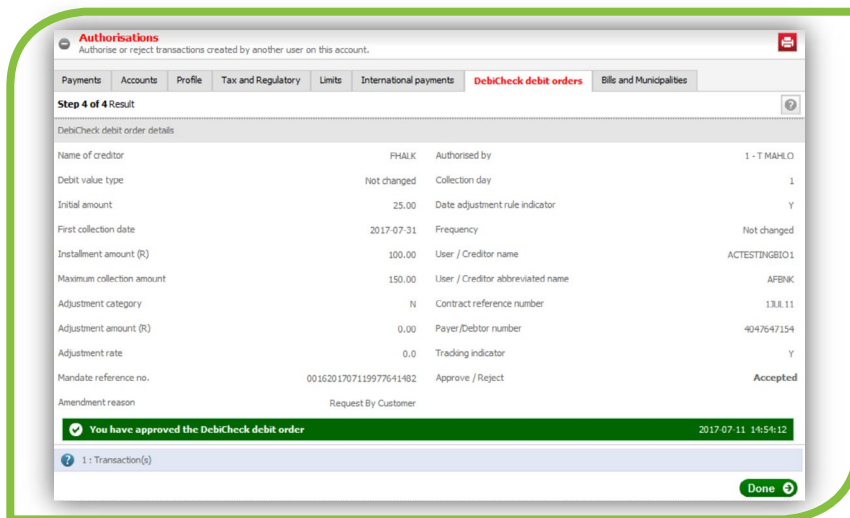 Authorisations
Authorise or reject transactions created by another user on this account.
Payments Accounts Profile Tax and Regulatory Limits International payments DebiCheck debit orders Bills and Municipalities
Step 4 of 4 Result
DebiCheck debit order details
Name of creditor FHALK Authorised by 1 - T MAHLO
Debit value type Not changed Collection day 1
Initial amount 25.00 Date adjustment rule indicator Y
First collection date 2017-07-31 Frequency Not changed
Installment amount (R) 100.00 User / Creditor name ACTESTINGBIO1
Maximum collection amount 150.00 User / Creditor abbreviated name AFBNK
Adjustment category N Contract reference number 1JUL11
Adjustment amount (R) 0.00 Payer/Debtor number 4047647154
Adjustment rate 0.0 Tracking indicator Y
Mandate reference no. 0016201707119977641482 Approve / Reject Accepted
Amendment reason Request By Customer
You have approved the DebiCheck debit order 2017-07-11 14:54:12
1 : Transaction(s)
Done